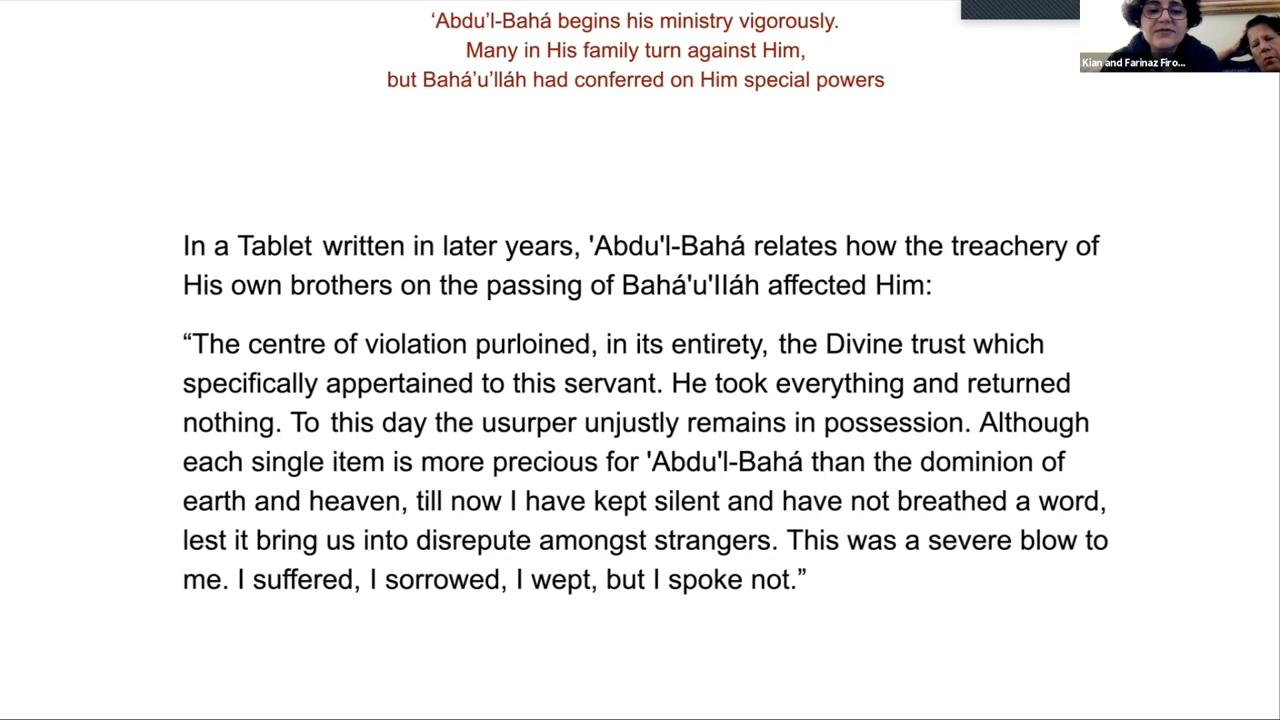 ‘Abdu’l-Bahá begins his ministry vigorously.
Many in His family turn against Him,
but Bahá’u’lláh had conferred on Him special powers
Kian and Farinaz Firo...
In a Tablet written in later years, 'Abdu'l-Bahá relates how the treachery of
His own brothers on the passing of Bahá'u'Iláh affected Him:
“The centre of violation purloined, in its entirety, the Divine trust which
specifically appertained to this servant. He took everything and returned
nothing. To this day the usurper unjustly remains in possession. Although
each single item is more precious for 'Abdu'l-Bahá than the dominion of
earth and heaven, till now I have kept silent and have not breathed a word,
lest it bring us into disrepute amongst strangers. This was a severe blow to
me. I suffered, I sorrowed, I wept, but I spoke not.”